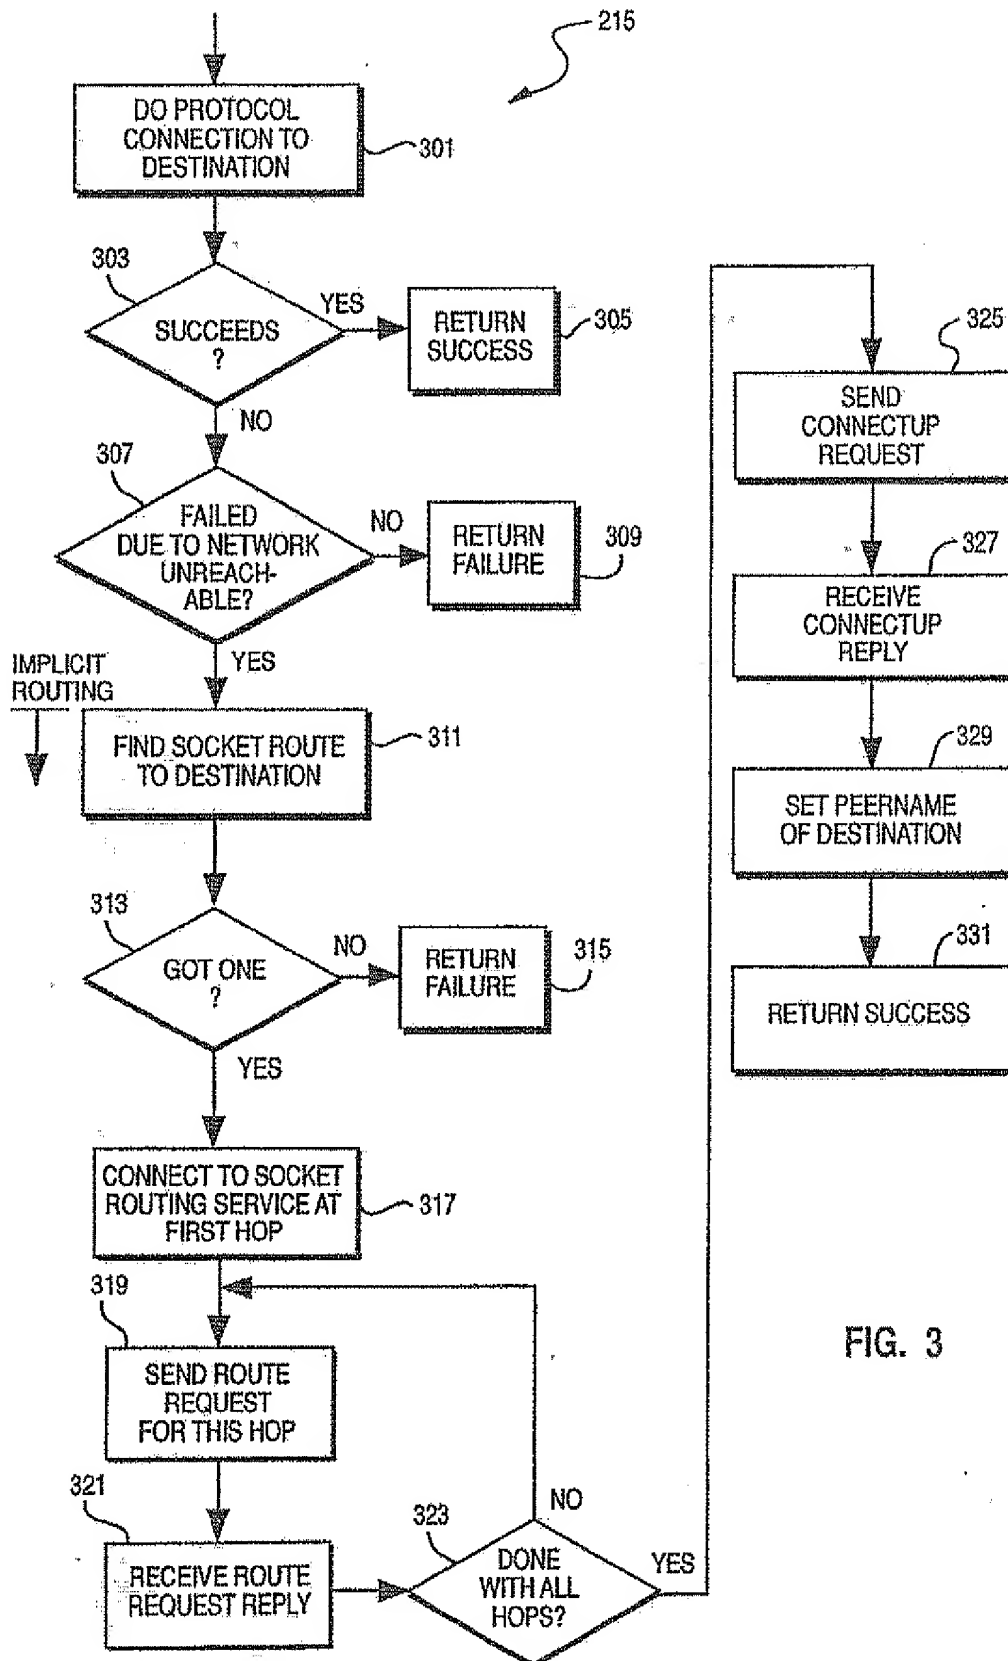 215
DO PROTOCOL
CONNECTION TO
DESTINATION
301
303
SUCCEEDS
?
YES
RETURN
SUCCESS
305
NO
307
FAILED
DUE TO NETWORK
UNREACH-
ABLE?
NO
RETURN
FAILURE
309
YES
IMPLICIT
ROUTING
FIND SOCKET ROUTE
TO DESTINATION
311
313
GOT ONE
?
NO
RETURN
FAILURE
315
YES
CONNECT TO SOCKET
ROUTING SERVICE AT
FIRST HOP
317
319
SEND ROUTE
REQUEST
FOR THIS HOP
321
RECEIVE ROUTE
REQUEST REPLY
323
DONE
WITH ALL
HOPS?
NO
YES
325
SEND
CONNECTUP
REQUEST
327
RECEIVE
CONNECTUP
REPLY
329
SET PEERNAME
OF DESTINATION
331
RETURN SUCCESS
FIG. 3